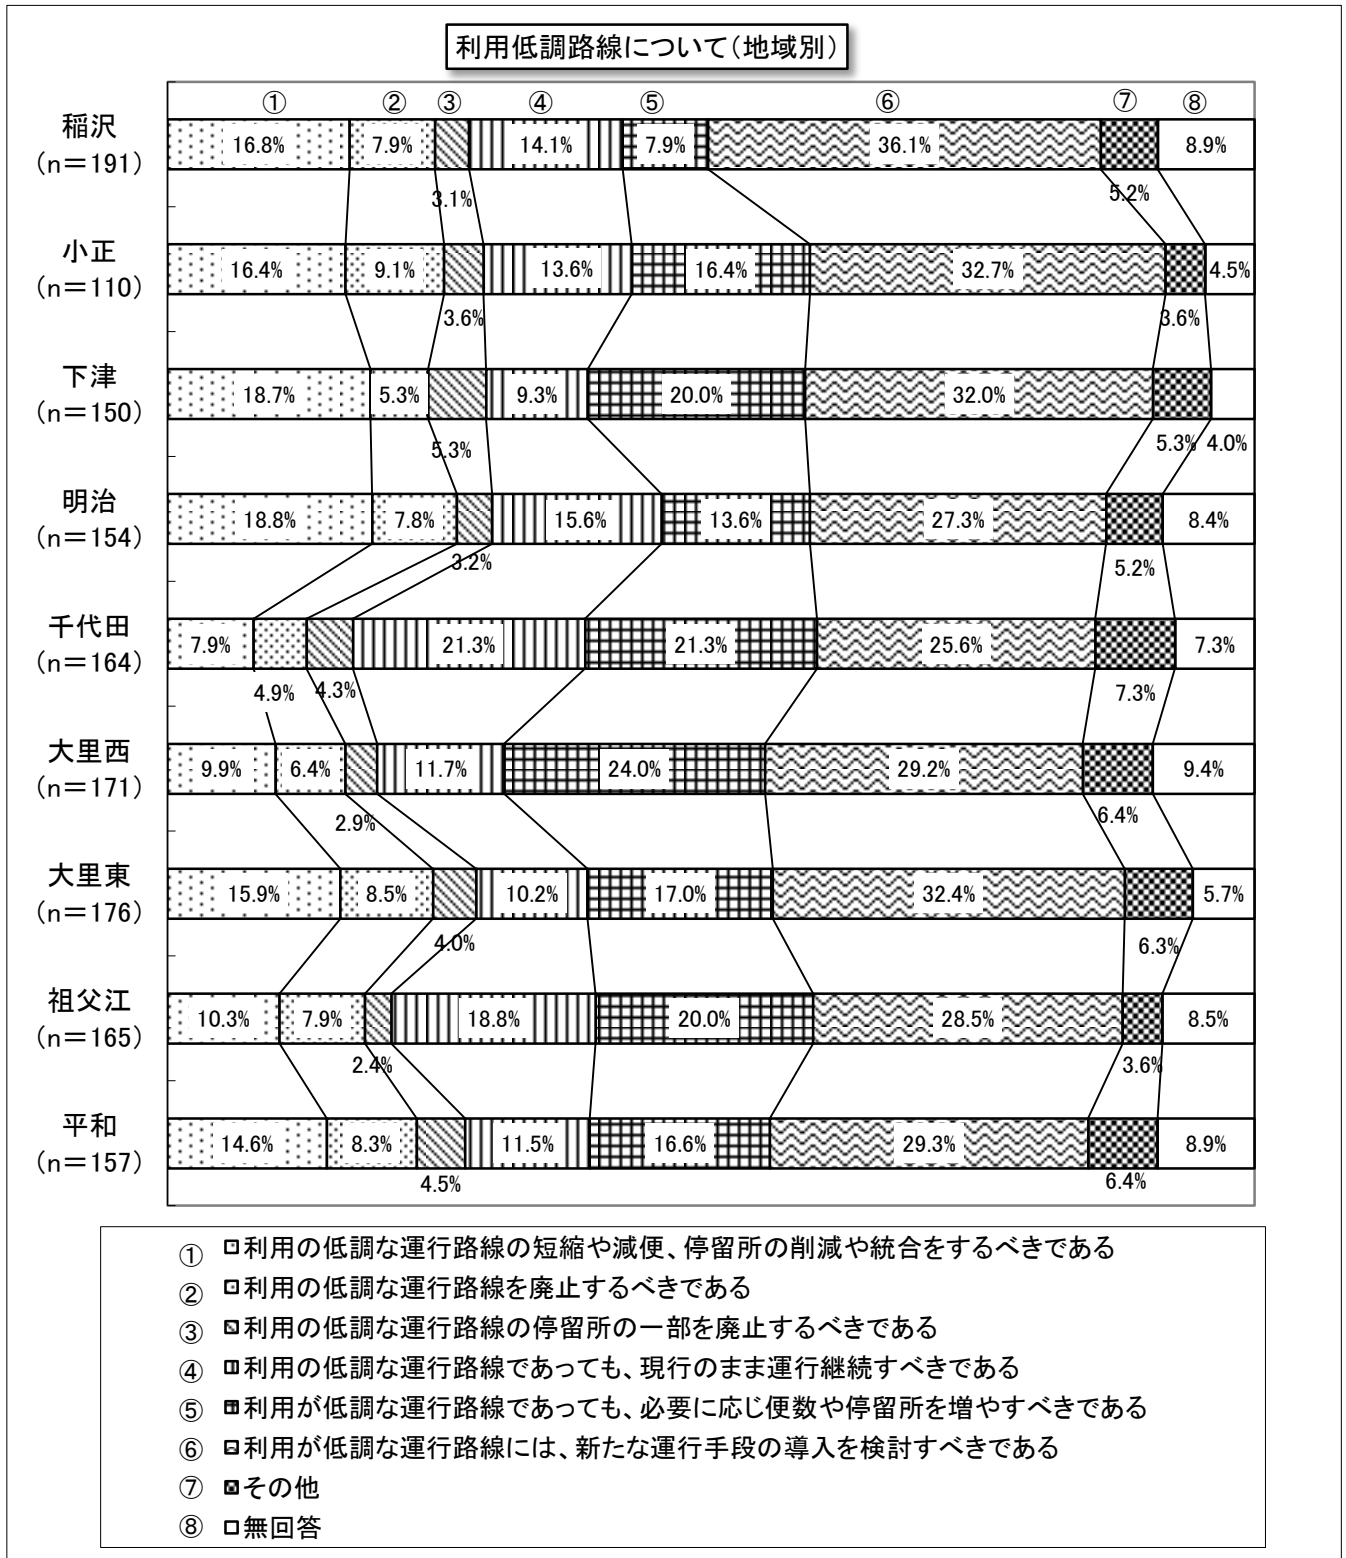 利用低調路線について(地域別)
① ② ③ ④ ⑤ ⑥ ⑦ ⑧
稲沢
(n=191)
16.8% 7.9% 14.1% 7.9% 36.1% 8.9%
3.1% 5.2%
小正
(n=110)
16.4% 9.1% 13.6% 16.4% 32.7% 4.5%
3.6% 3.6%
下津
(n=150)
18.7% 5.3% 9.3% 20.0% 32.0%
5.3% 5.3% 4.0%
明治
(n=154)
18.8% 7.8% 15.6% 13.6% 27.3% 8.4%
3.2% 5.2%
千代田
(n=164)
7.9% 21.3% 21.3% 25.6% 7.3%
4.9% 4.3% 7.3%
大里西
(n=171)
9.9% 6.4% 11.7% 24.0% 29.2% 9.4%
2.9% 6.4%
大里東
(n=176)
15.9% 8.5% 10.2% 17.0% 32.4% 5.7%
4.0% 6.3%
祖父江
(n=165)
10.3% 7.9% 18.8% 20.0% 28.5% 8.5%
2.4% 3.6%
平和
(n=157)
14.6% 8.3% 11.5% 16.6% 29.3% 8.9%
4.5% 6.4%
① 利用の低調な運行路線の短縮や減便、停留所の削減や統合をするべきである
② 利用の低調な運行路線を廃止するべきである
③ 利用の低調な運行路線の停留所の一部を廃止するべきである
④ 利用の低調な運行路線であっても、現行のまま運行継続すべきである
⑤ 利用が低調な運行路線であっても、必要に応じ便数や停留所を増やすべきである
⑥ 利用が低調な運行路線には、新たな運行手段の導入を検討すべきである
⑦ その他
⑧ 無回答